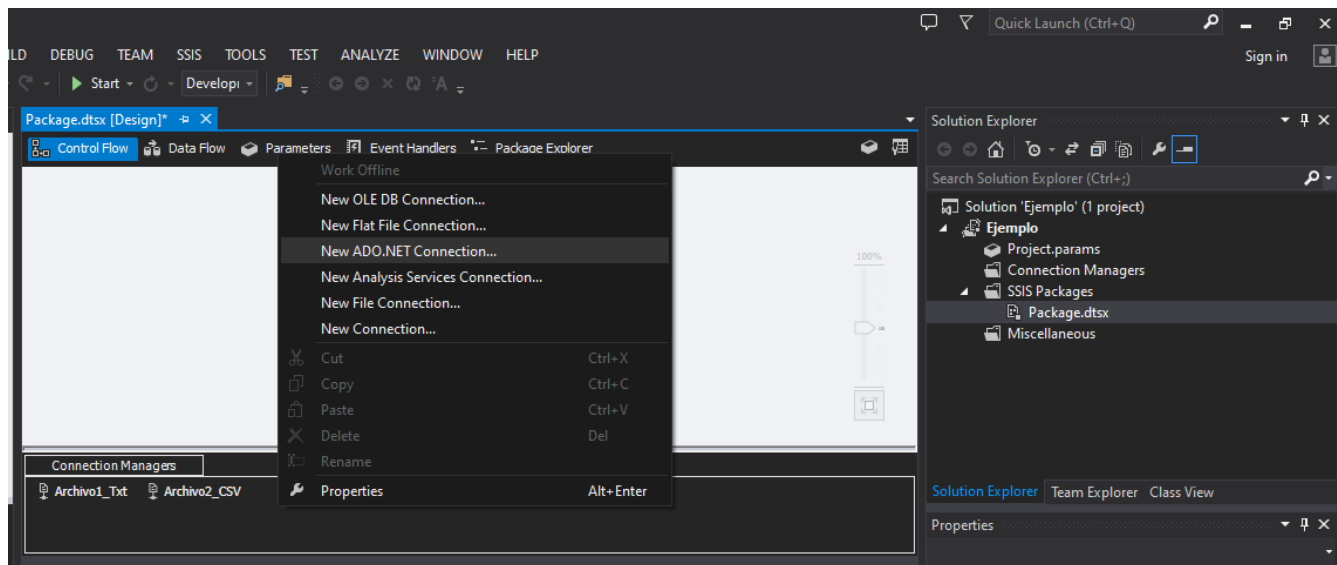 Quick Launch (Ctrl+Q)
ILD DEBUG TEAM SSIS TOOLS TEST ANALYZE WINDOW HELP
Sign in
Start Develop
Package.dtsx [Design]*
Control Flow Data Flow Parameters Event Handlers Package Explorer
Work Offline
New OLE DB Connection...
New Flat File Connection...
New ADO.NET Connection...
New Analysis Services Connection...
New File Connection...
New Connection...
Cut Ctrl+X
Copy Ctrl+C
Paste Ctrl+V
Delete Del
Rename
Properties Alt+Enter
100%
Connection Managers
Archivo1_Txt Archivo2_CSV
Solution Explorer
Search Solution Explorer (Ctrl+;)
Solution 'Ejemplo' (1 project)
Ejemplo
Project.params
Connection Managers
SSIS Packages
Package.dtsx
Miscellaneous
Solution Explorer Team Explorer Class View
Properties